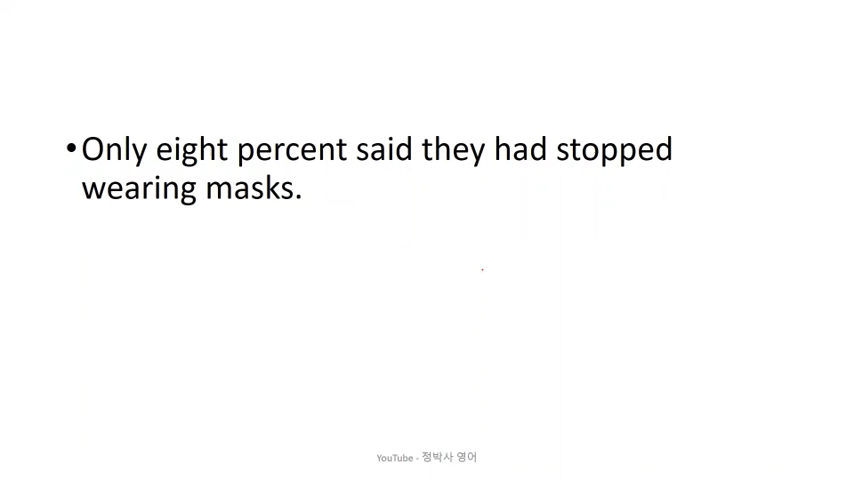 •Only eight percent said they had stopped
wearing masks.
YouTube - 정박사 영어